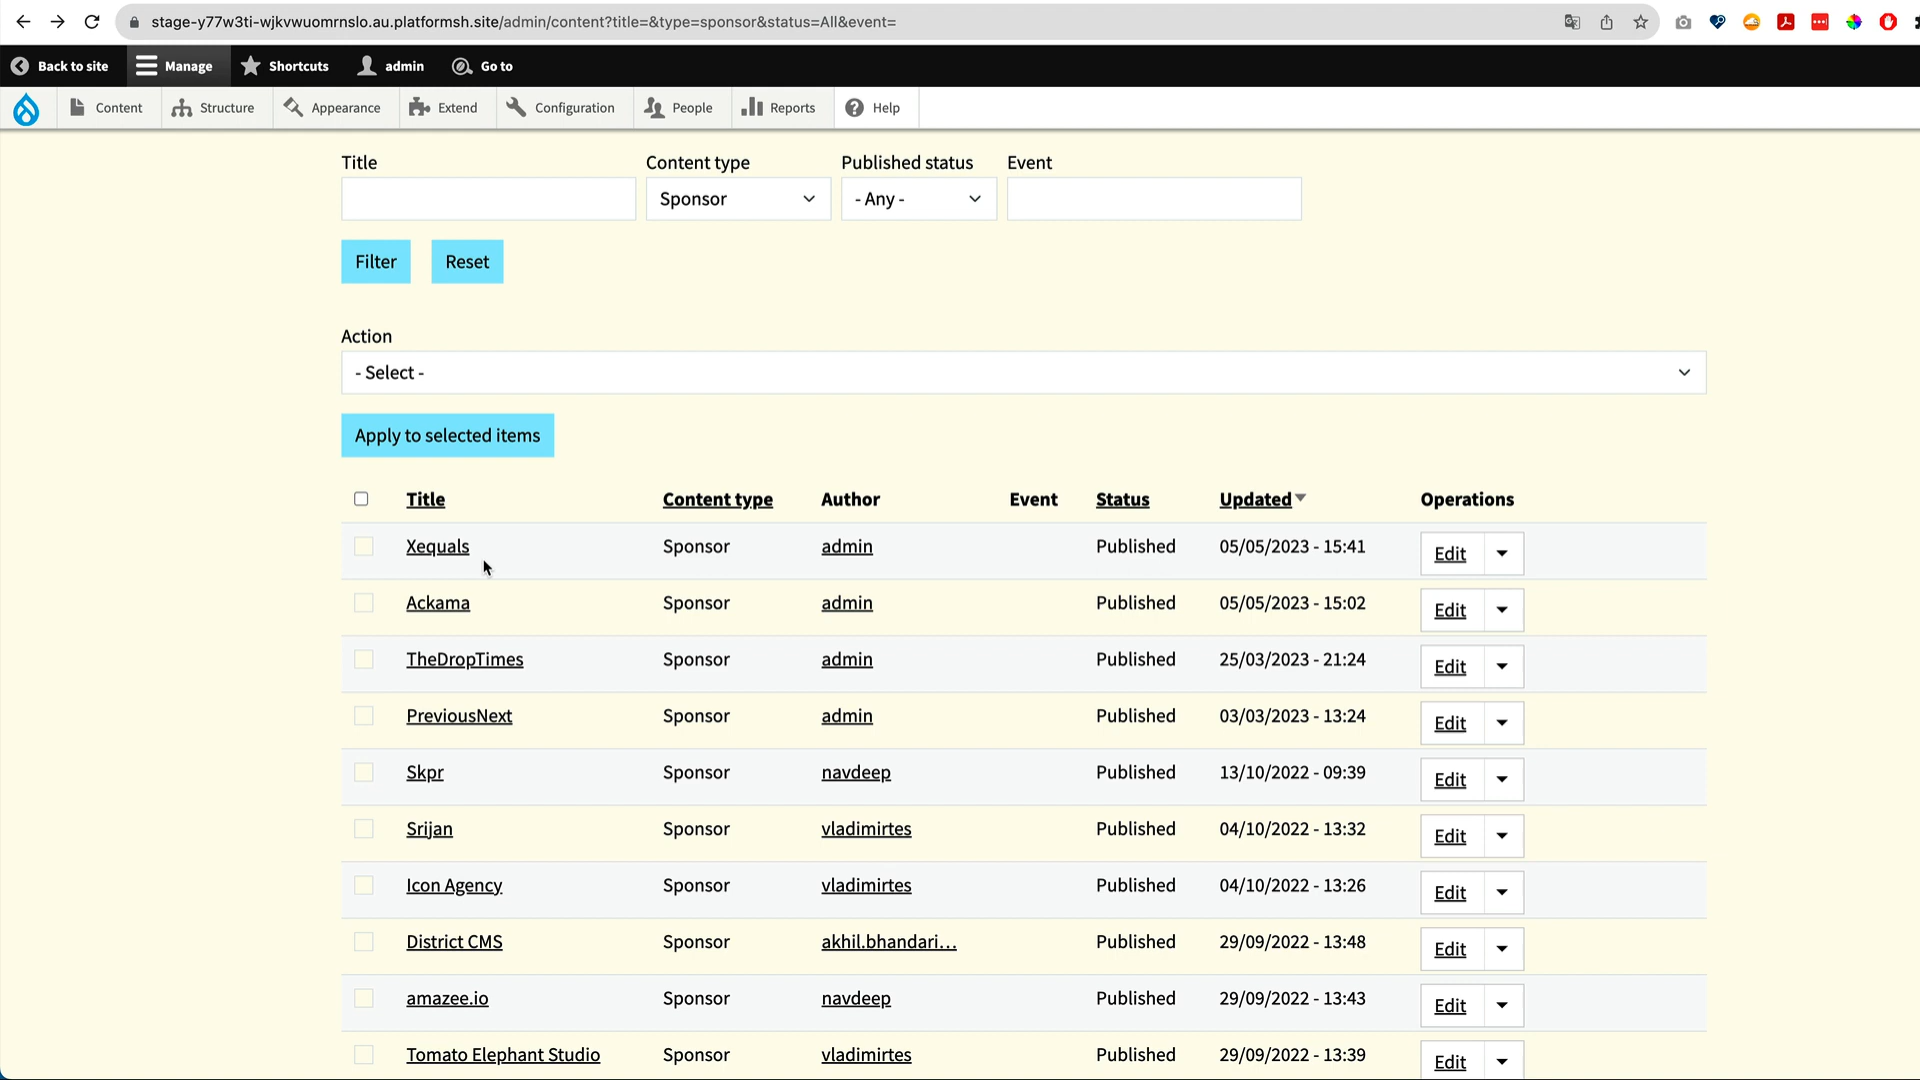 stage-y77w3ti-wjkvwuomrnslo.au.platformsh.site/admin/content?title=&type=sponsor&status=All&event=
Back to site Manage Shortcuts admin Go to
Content Structure Appearance Extend Configuration People Reports Help
Title Content type Published status Event
Sponsor - Any -
Filter Reset
Action
- Select -
Apply to selected items
Title Content type Author Event Status Updated Operations
Xequals Sponsor admin Published 05/05/2023 - 15:41 Edit
Ackama Sponsor admin Published 05/05/2023 - 15:02 Edit
TheDropTimes Sponsor admin Published 25/03/2023 - 21:24 Edit
PreviousNext Sponsor admin Published 03/03/2023 - 13:24 Edit
Skpr Sponsor navdeep Published 13/10/2022 - 09:39 Edit
Srijan Sponsor vladimirtes Published 04/10/2022 - 13:32 Edit
Icon Agency Sponsor vladimirtes Published 04/10/2022 - 13:26 Edit
District CMS Sponsor akhil.bhandari... Published 29/09/2022 - 13:48 Edit
amazee.io Sponsor navdeep Published 29/09/2022 - 13:43 Edit
Tomato Elephant Studio Sponsor vladimirtes Published 29/09/2022 - 13:39 Edit